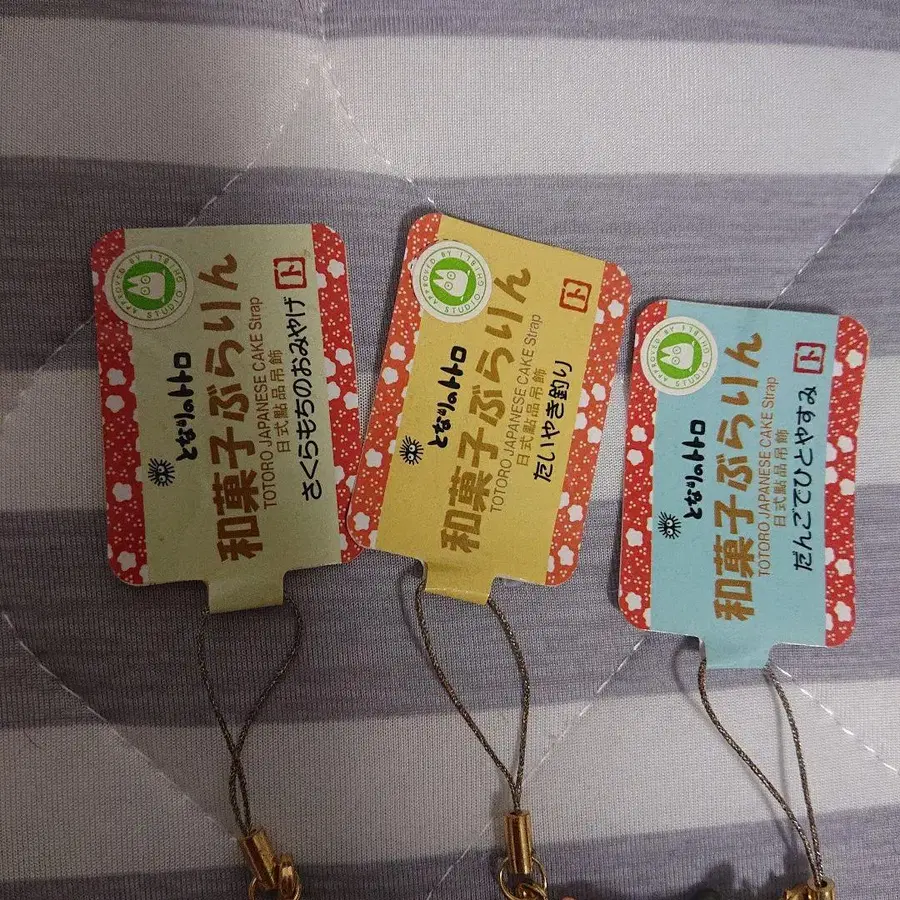 APPROVED BY STUDIO GHIBLI
となりのトトロ
和菓子ぶらりん
TOTORO JAPANESE CAKE Strap
日式點品吊飾
さくらもちのおみやげ
ト
APPROVED BY STUDIO GHIBLI
となりのトトロ
和菓子ぶらりん
TOTORO JAPANESE CAKE Strap
日式點品吊飾
たいやき釣り
ト
APPROVED BY STUDIO GHIBLI
となりのトトロ
和菓子ぶらりん
TOTORO JAPANESE CAKE Strap
日式點品吊飾
だんごでひとやすみ
ト